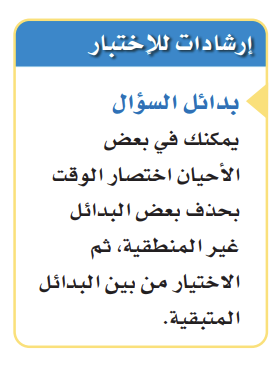 إرشادات للإختبار
بدائل السؤال
يمكنك في بعض
الأحيان اختصار الوقت
بحذف بعض البدائل
غير المنطقية، ثم
الاختيار من بين البدائل
المتبقية.